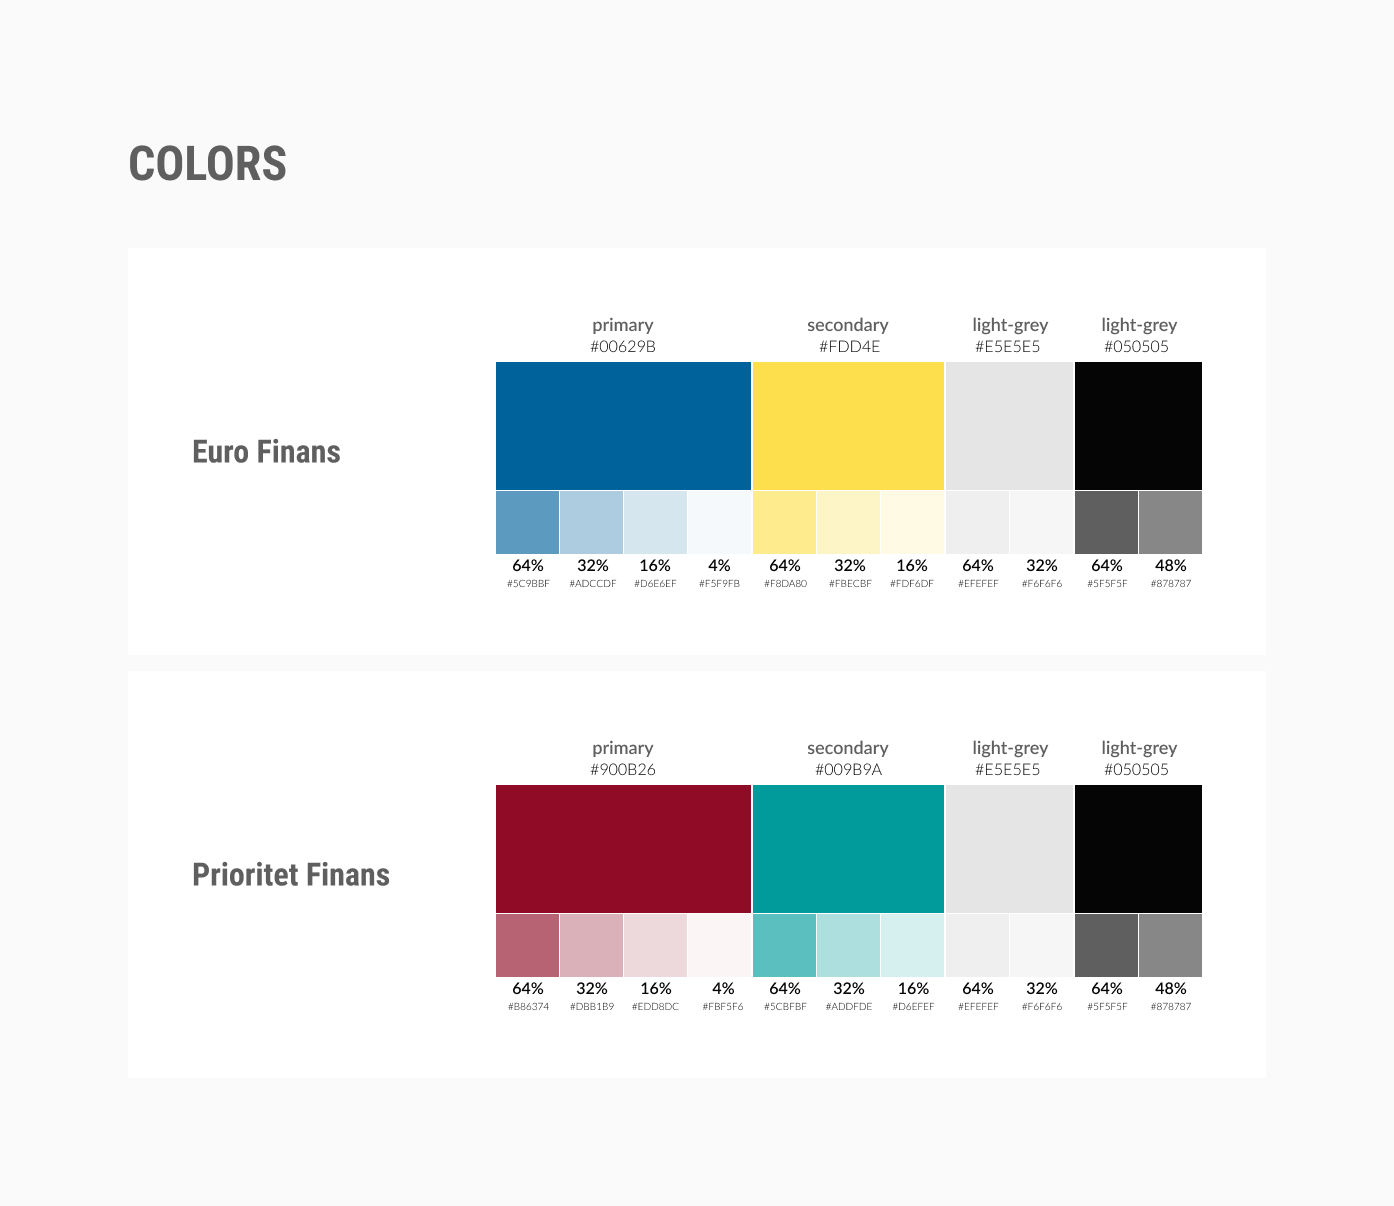 COLORS
Euro Finans
primary secondary light-grey light-grey
#00629B #FDD4E #E5E5E5 #050505
64% 32% 16% 4% 64% 32% 16% 64% 32% 64% 48%
#5C9BBF #ADCCDF #D6E6EF #F5F9FB #F8DA80 #FBECBF #FDF6DF #EFEFEF #F6F6F6 #5F5F5F #878787
Prioritet Finans
primary secondary light-grey light-grey
#900B26 #009B9A #E5E5E5 #050505
64% 32% 16% 4% 64% 32% 16% 64% 32% 64% 48%
#B86374 #DBB1B9 #EDD8DC #FBF5F6 #5CBFBF #ADDFDE #D6EFEF #EFEFEF #F6F6F6 #5F5F5F #878787